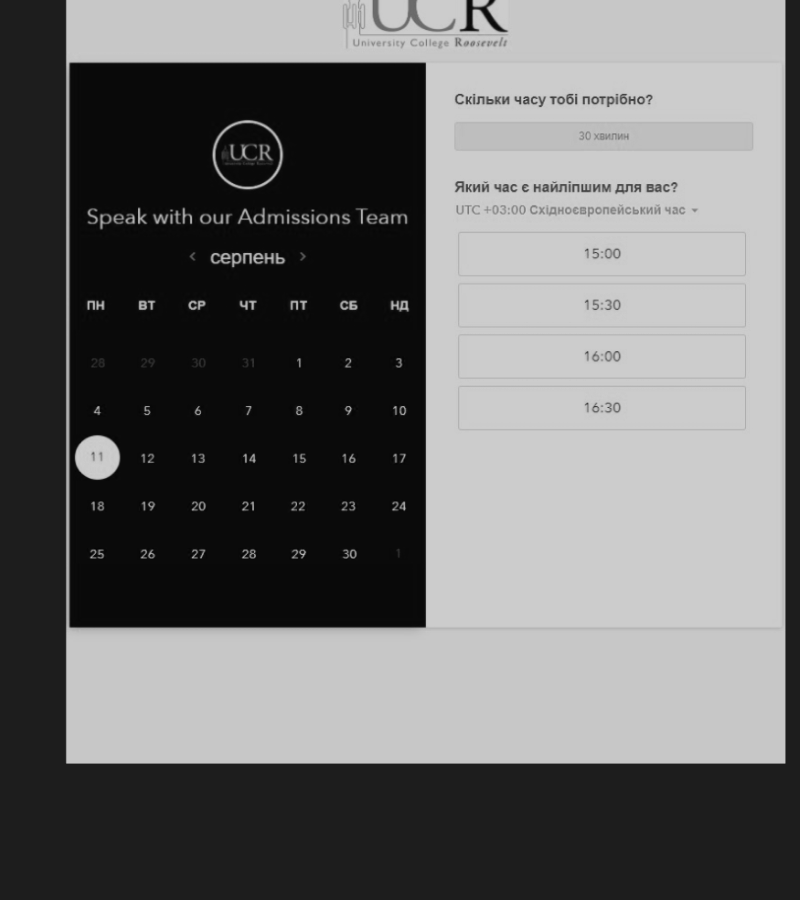 UCR
University College Roosevelt
UCR
Speak with our Admissions Team
< серпень >
ПН ВТ СР ЧТ ПТ СБ НД
28 29 30 31 1 2 3
4 5 6 7 8 9 10
11 12 13 14 15 16 17
18 19 20 21 22 23 24
25 26 27 28 29 30 1
Скільки часу тобі потрібно?
30 хвилин
Який час є найліпшим для вас?
UTC +03:00 Східноєвропейський час
15:00
15:30
16:00
16:30